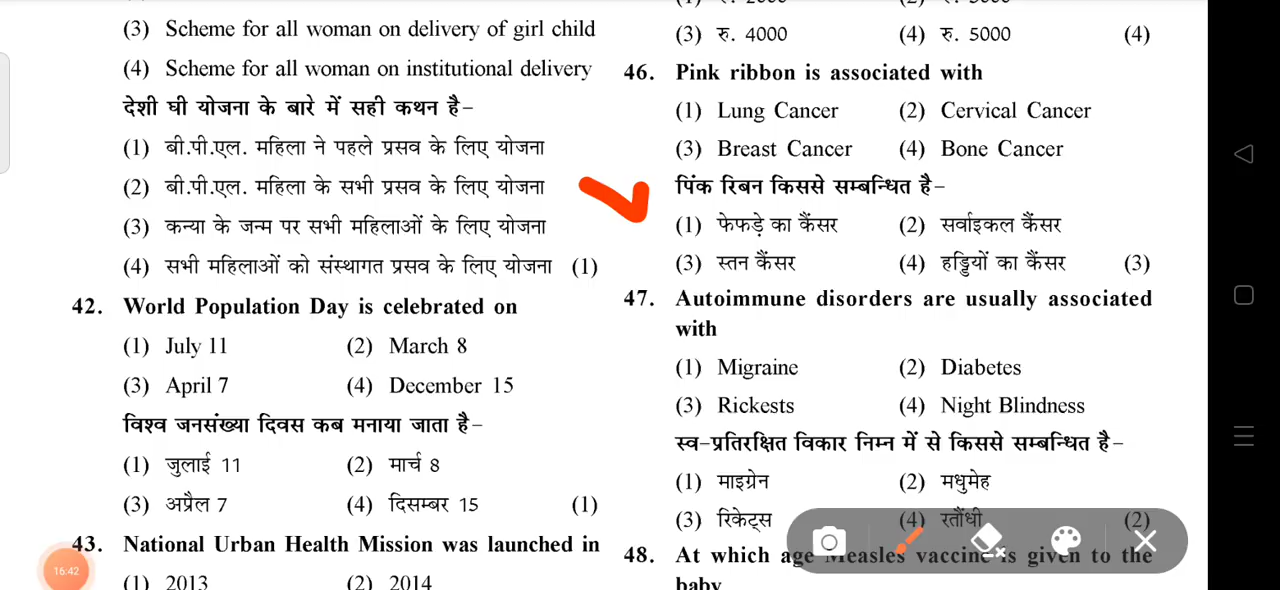 (3) Scheme for all woman on delivery of girl child
(4) Scheme for all woman on institutional delivery
देशी घी योजना के बारे में सही कथन है–
(1) बी.पी.एल. महिला ने पहले प्रसव के लिए योजना
(2) बी.पी.एल. महिला के सभी प्रसव के लिए योजना
(3) कन्या के जन्म पर सभी महिलाओं के लिए योजना
(4) सभी महिलाओं को संस्थागत प्रसव के लिए योजना (1)
42. World Population Day is celebrated on
(1) July 11 (2) March 8
(3) April 7 (4) December 15
विश्व जनसंख्या दिवस कब मनाया जाता है–
(1) जुलाई 11 (2) मार्च 8
(3) अप्रैल 7 (4) दिसम्बर 15 (1)
43. National Urban Health Mission was launched in
(1) 2013 (2) 2014
(3) रु. 4000 (4) रु. 5000 (4)
46. Pink ribbon is associated with
(1) Lung Cancer (2) Cervical Cancer
(3) Breast Cancer (4) Bone Cancer
पिंक रिबन किससे सम्बन्धित है–
(1) फेफड़े का कैंसर (2) सर्वाइकल कैंसर
(3) स्तन कैंसर (4) हड्डियों का कैंसर (3)
47. Autoimmune disorders are usually associated
with
(1) Migraine (2) Diabetes
(3) Rickests (4) Night Blindness
स्व-प्रतिरक्षित विकार निम्न में से किससे सम्बन्धित है–
(1) माइग्रेन (2) मधुमेह
(3) रिकेट्स (4) रतौंधी (2)
48. At which age Measles vaccine is given to the
baby
16:42